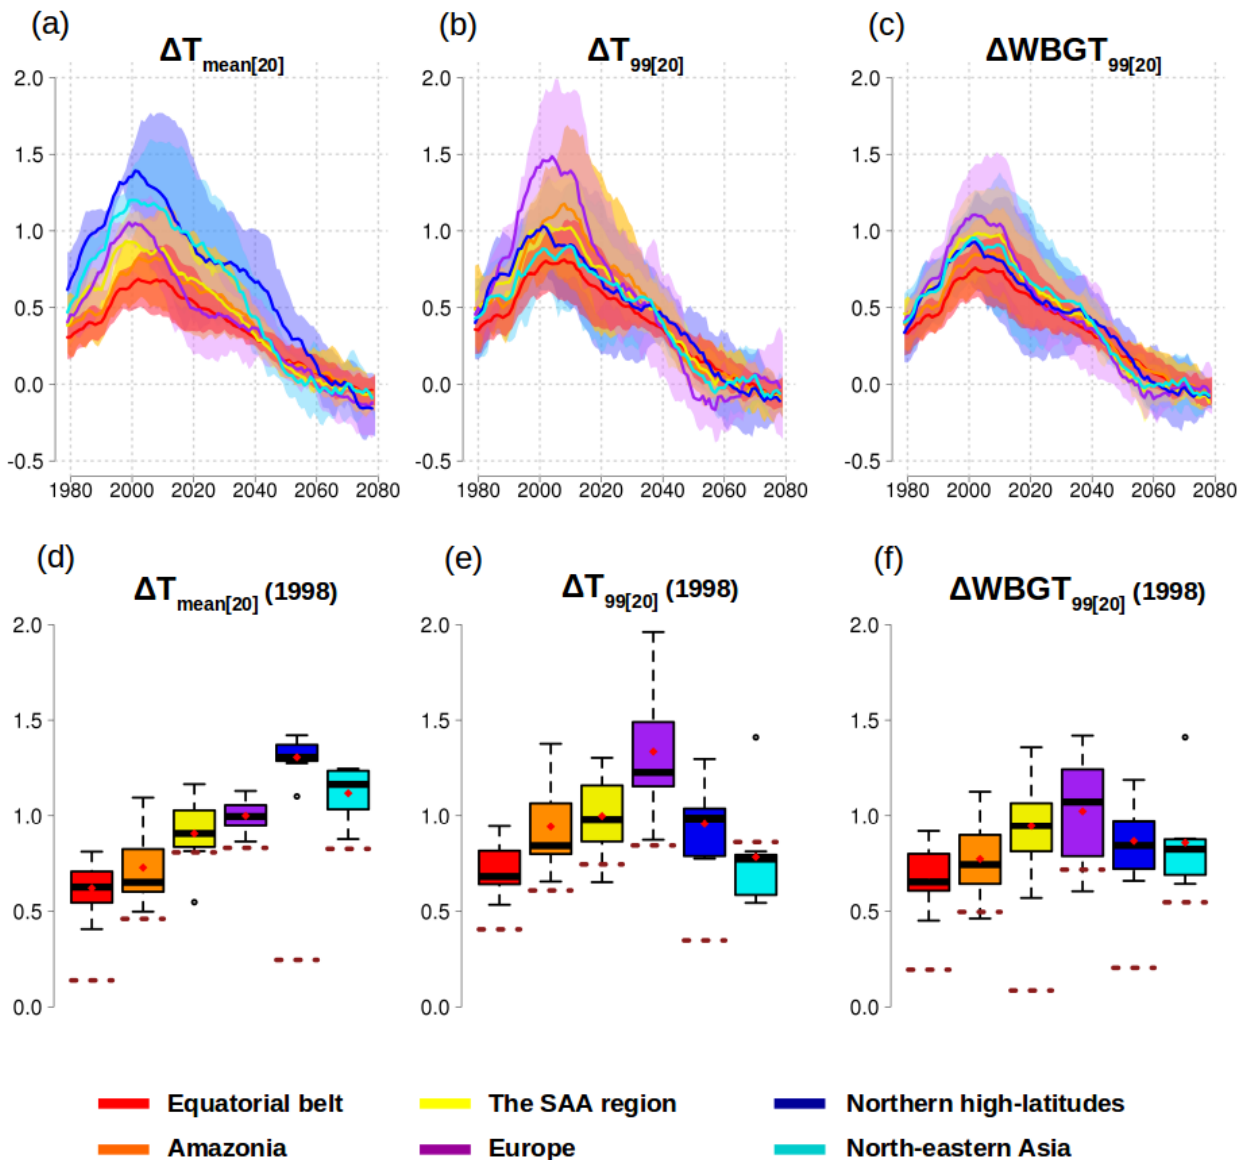 (a) (b) (c)
ΔTmean[20] ΔT99[20] ΔWBGT99[20]
2.0 2.0 2.0
1.5 1.5 1.5
1.0 1.0 1.0
0.5 0.5 0.5
0.0 0.0 0.0
-0.5 -0.5 -0.5
1980 2000 2020 2040 2060 2080 1980 2000 2020 2040 2060 2080 1980 2000 2020 2040 2060 2080
(d) (e) (f)
ΔTmean[20] (1998) ΔT99[20] (1998) ΔWBGT99[20] (1998)
2.0 2.0 2.0
1.5 1.5 1.5
1.0 1.0 1.0
0.5 0.5 0.5
0.0 0.0 0.0
Equatorial belt The SAA region Northern high-latitudes
Amazonia Europe North-eastern Asia